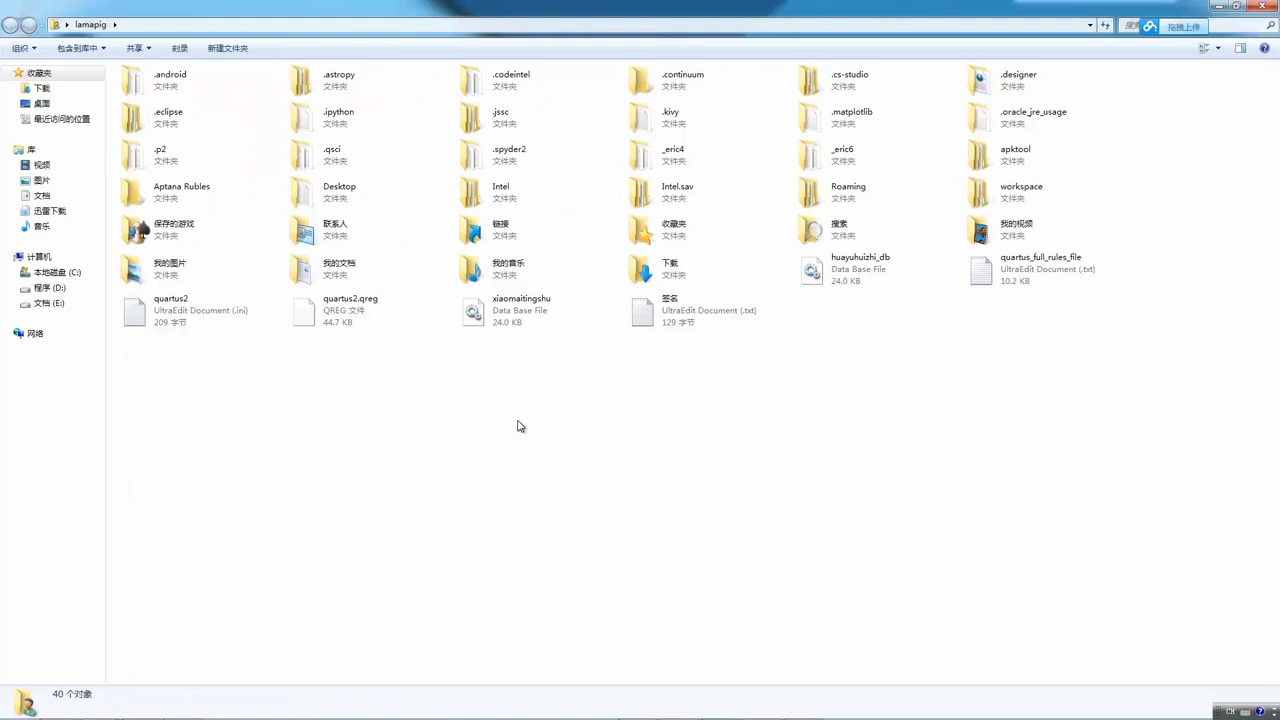 lamapig
拖拽上传
组织 包含到库中 共享 刻录 新建文件夹
收藏夹
下载
桌面
最近访问的位置
库
视频
图片
文档
迅雷下载
音乐
计算机
本地磁盘 (C:)
程序 (D:)
文档 (E:)
网络
.android
文件夹
.astropy
文件夹
.codeintel
文件夹
.continuum
文件夹
.cs-studio
文件夹
.designer
文件夹
.eclipse
文件夹
.ipython
文件夹
.jssc
文件夹
.kivy
文件夹
.matplotlib
文件夹
.oracle_jre_usage
文件夹
.p2
文件夹
.qsci
文件夹
.spyder2
文件夹
_eric4
文件夹
_eric6
文件夹
apktool
文件夹
Aptana Rubles
文件夹
Desktop
文件夹
Intel
文件夹
Intel.sav
文件夹
Roaming
文件夹
workspace
文件夹
保存的游戏
文件夹
联系人
文件夹
链接
文件夹
收藏夹
文件夹
搜索
文件夹
我的视频
文件夹
我的图片
文件夹
我的文档
文件夹
我的音乐
文件夹
下载
文件夹
huayuhuizhi_db
Data Base File
24.0 KB
quartus_full_rules_file
UltraEdit Document (.txt)
10.2 KB
quartus2
UltraEdit Document (.ini)
209 字节
quartus2.qreg
QREG 文件
44.7 KB
xiaomaitingshu
Data Base File
24.0 KB
签名
UltraEdit Document (.txt)
129 字节
40 个对象
CH